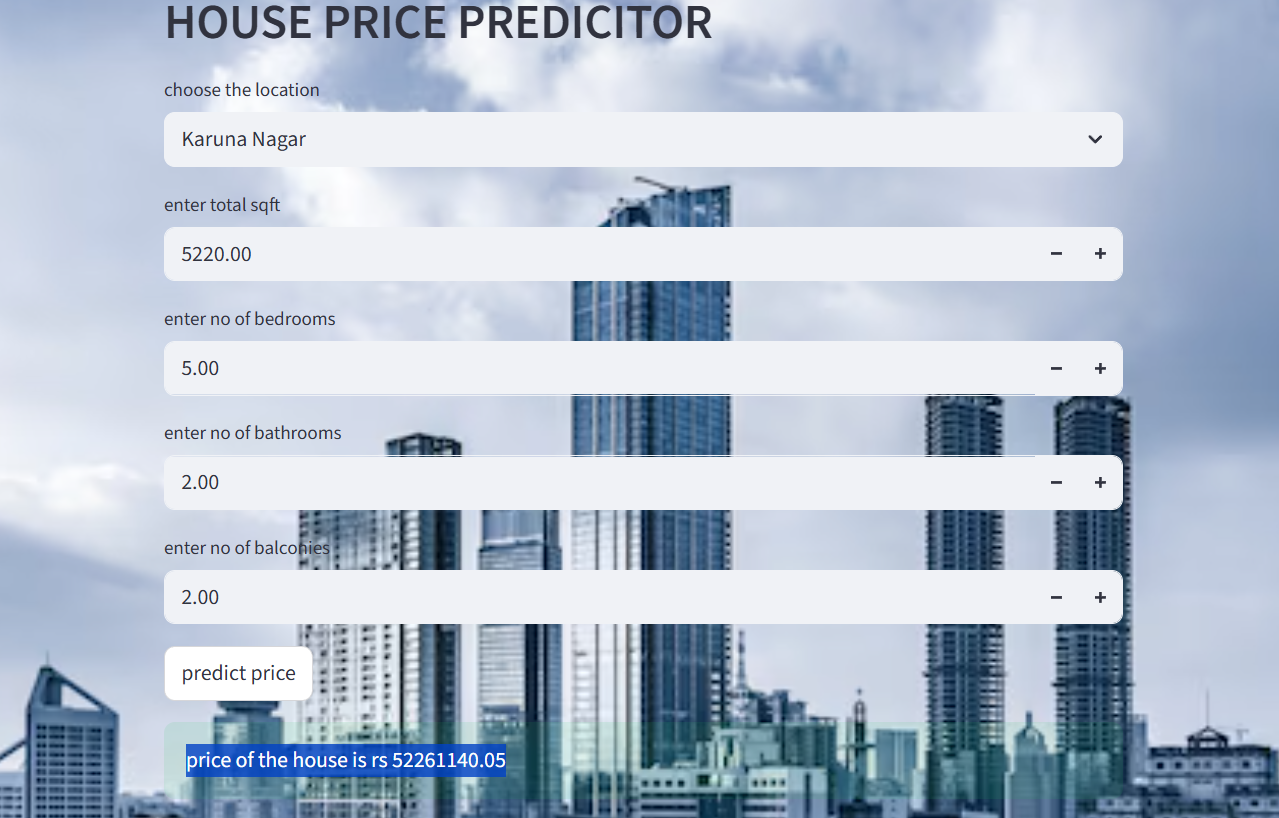 HOUSE PRICE PREDICITOR
choose the location
Karuna Nagar
enter total sqft
5220.00
enter no of bedrooms
5.00
enter no of bathrooms
2.00
enter no of balconies
2.00
predict price
price of the house is rs 52261140.05